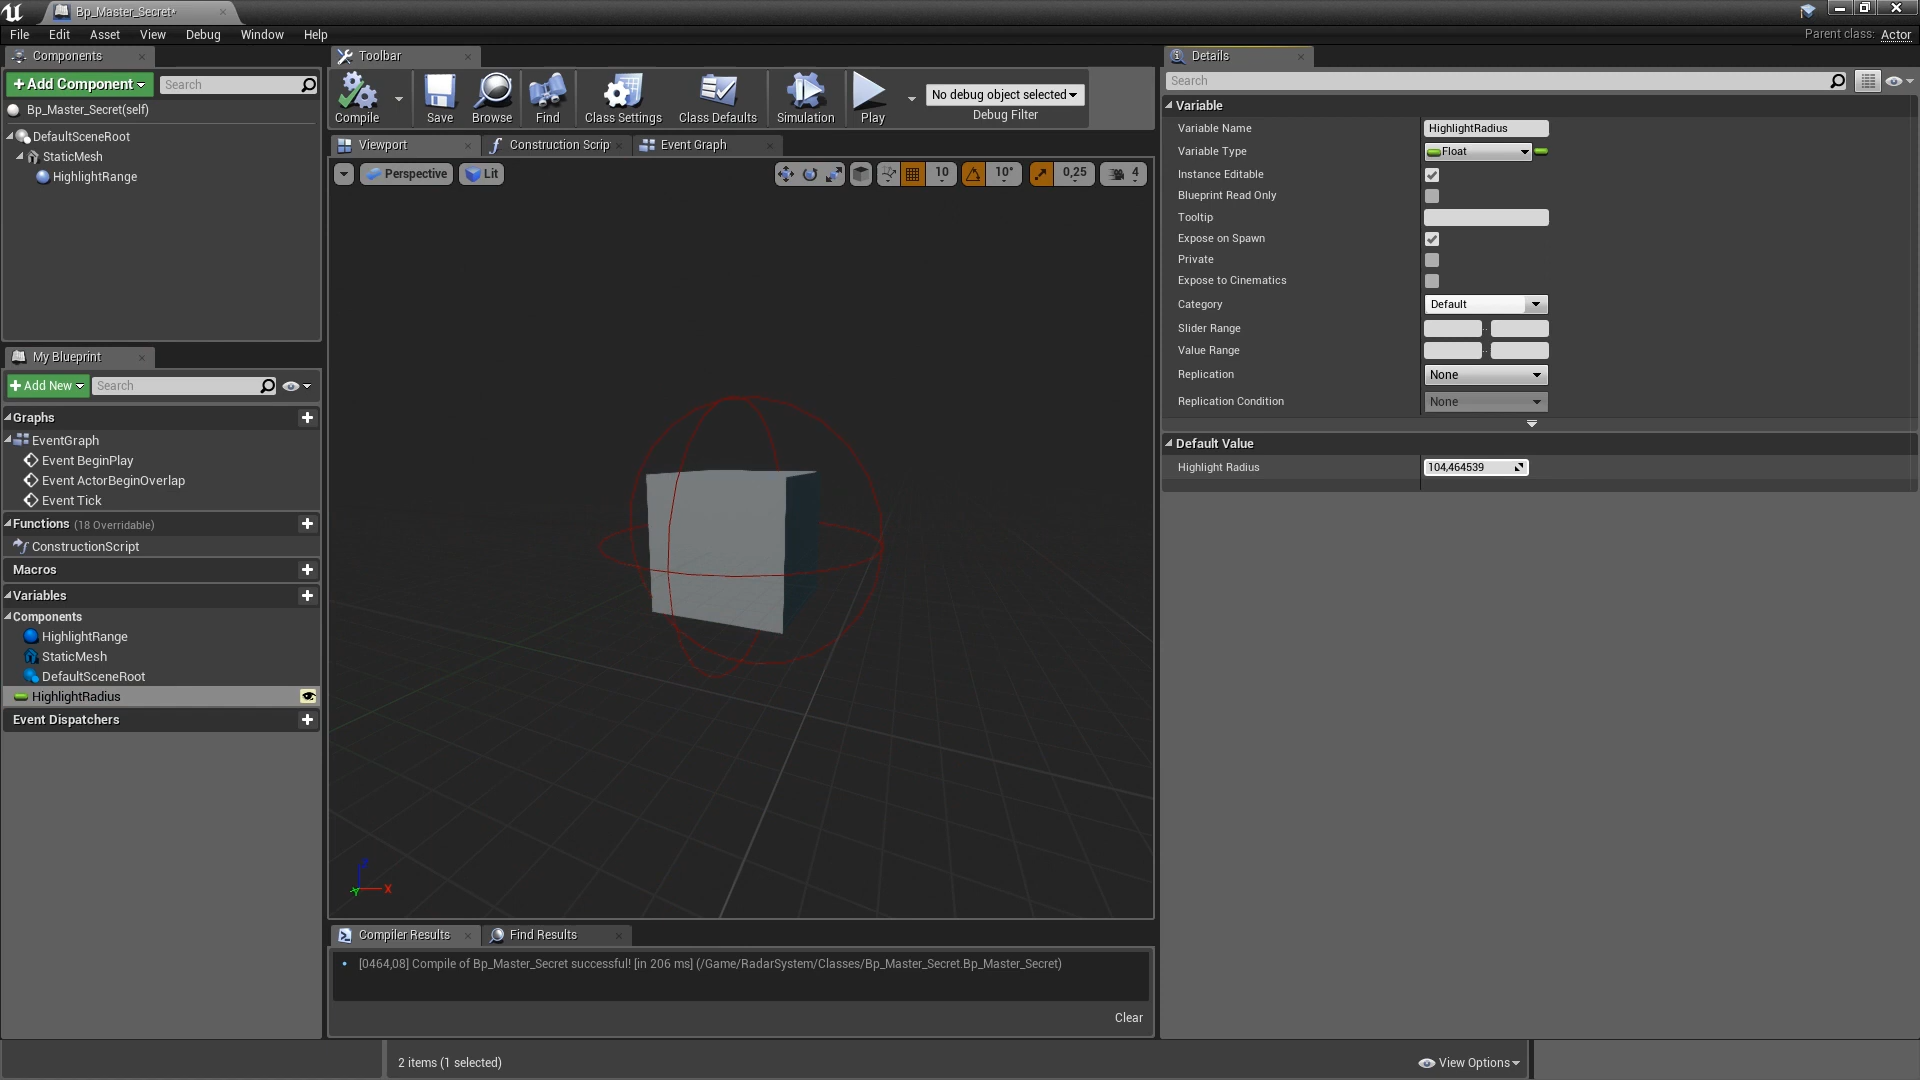 Bp_Master_Secret*
File Edit Asset View Debug Window Help
Parent class: Actor
Components
Add Component
Search
Bp_Master_Secret(self)
DefaultSceneRoot
StaticMesh
HighlightRange
My Blueprint
Add New
Search
Graphs
EventGraph
Event BeginPlay
Event ActorBeginOverlap
Event Tick
Functions (18 Overridable)
ConstructionScript
Macros
Variables
Components
HighlightRange
StaticMesh
DefaultSceneRoot
HighlightRadius
Event Dispatchers
Toolbar
Compile
Save
Browse
Find
Class Settings
Class Defaults
Simulation
Play
No debug object selected
Debug Filter
Viewport
Construction Scrip
Event Graph
Perspective
Lit
10
10°
0,25
4
Z
Y
X
Compiler Results
Find Results
[0464,08] Compile of Bp_Master_Secret successful! [in 206 ms] (/Game/RadarSystem/Classes/Bp_Master_Secret.Bp_Master_Secret)
Clear
Details
Search
Variable
Variable Name HighlightRadius
Variable Type Float
Instance Editable
Blueprint Read Only
Tooltip
Expose on Spawn
Private
Expose to Cinematics
Category Default
Slider Range ..
Value Range ..
Replication None
Replication Condition None
Default Value
Highlight Radius 104,464539
2 items (1 selected)
View Options